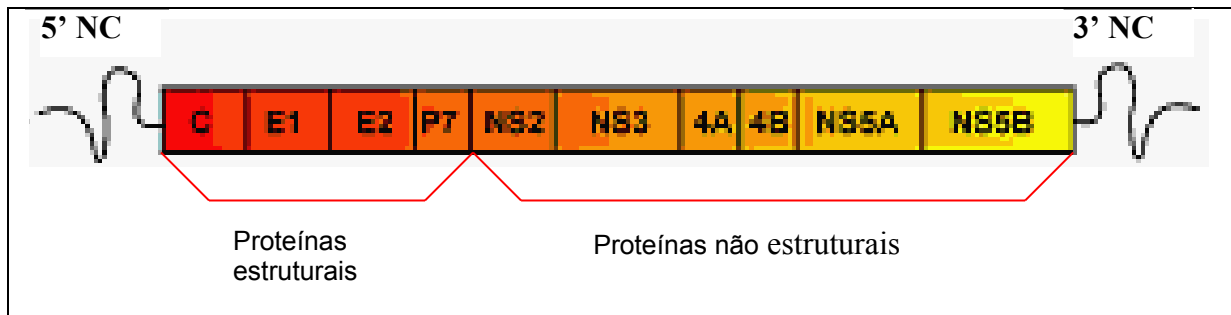 5’ NC 3’ NC
C E1 E2 P7 NS2 NS3 4A 4B NS5A NS5B
Proteínas
estruturais
Proteínas não estruturais